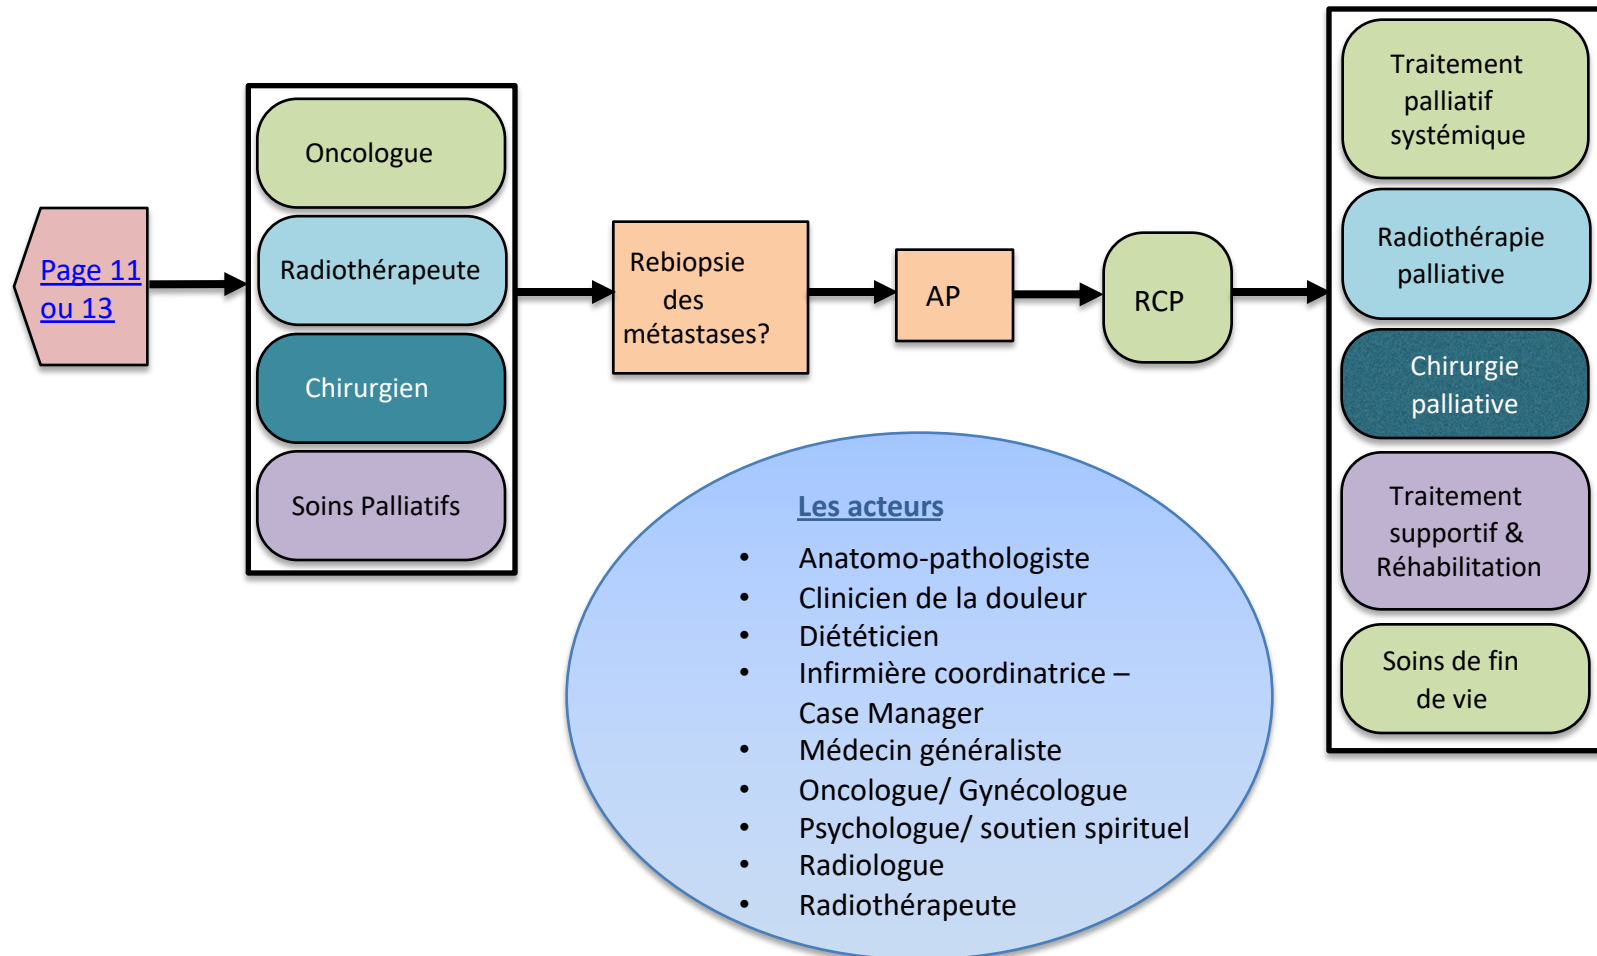 Page 11
ou 13
Oncologue
Radiothérapeute
Chirurgien
Soins Palliatifs
Rebiopsie
des
métastases?
AP
RCP
Traitement
palliatif
systémique
Radiothérapie
palliative
Chirurgie
palliative
Traitement
supportif &
Réhabilitation
Soins de fin
de vie
Les acteurs
• Anatomo-pathologiste
• Clinicien de la douleur
• Diététicien
• Infirmière coordinatrice –
Case Manager
• Médecin généraliste
• Oncologue/ Gynécologue
• Psychologue/ soutien spirituel
• Radiologue
• Radiothérapeute